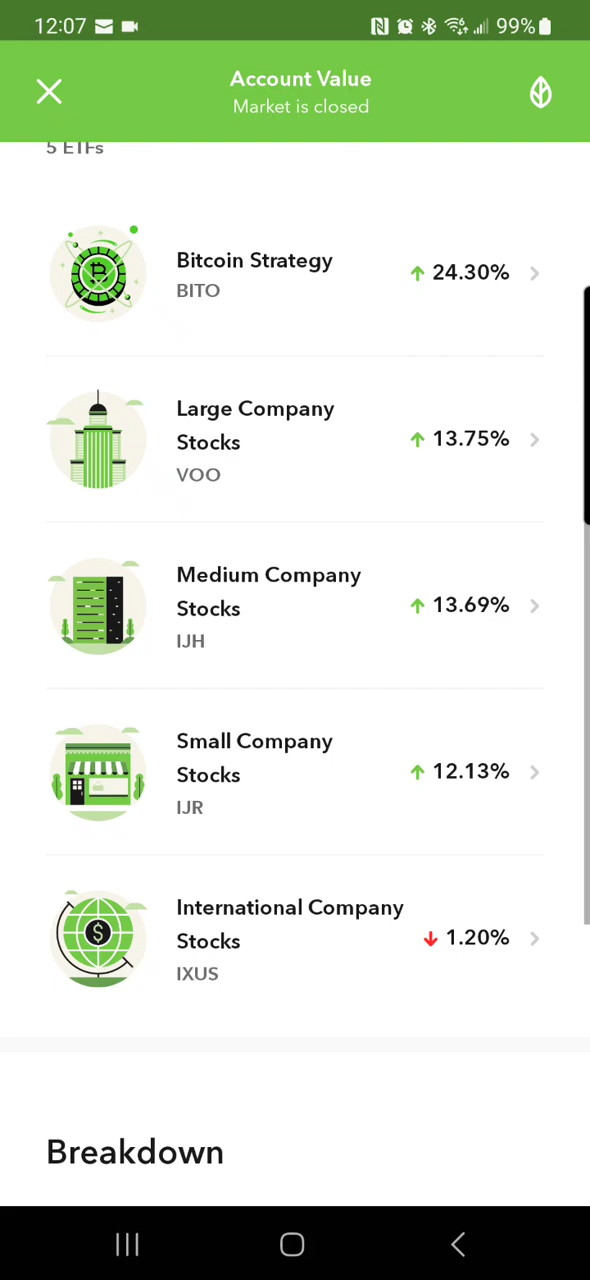 12:07
99%
Account Value
Market is closed
5 ETFs
Bitcoin Strategy
BITO
24.30%
Large Company
Stocks
VOO
13.75%
Medium Company
Stocks
IJH
13.69%
Small Company
Stocks
IJR
12.13%
International Company
Stocks
IXUS
1.20%
Breakdown